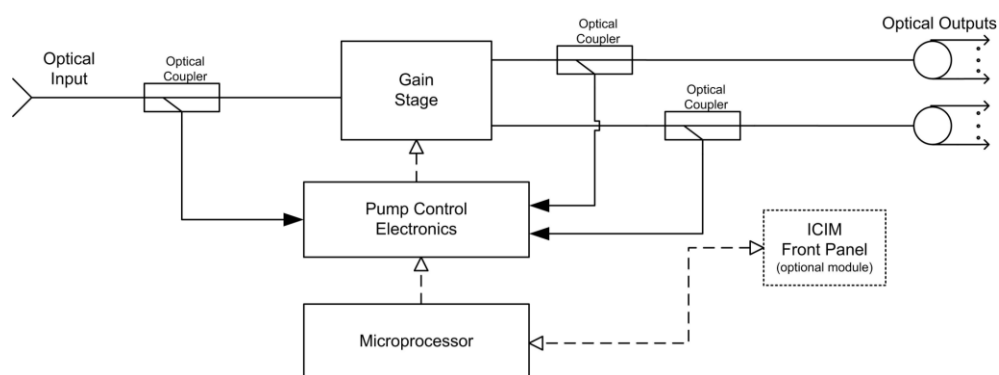 Optical
Input
Optical
Coupler
Gain
Stage
Optical
Coupler
Optical
Coupler
Optical Outputs
Pump Control
Electronics
ICIM
Front Panel
(optional module)
Microprocessor